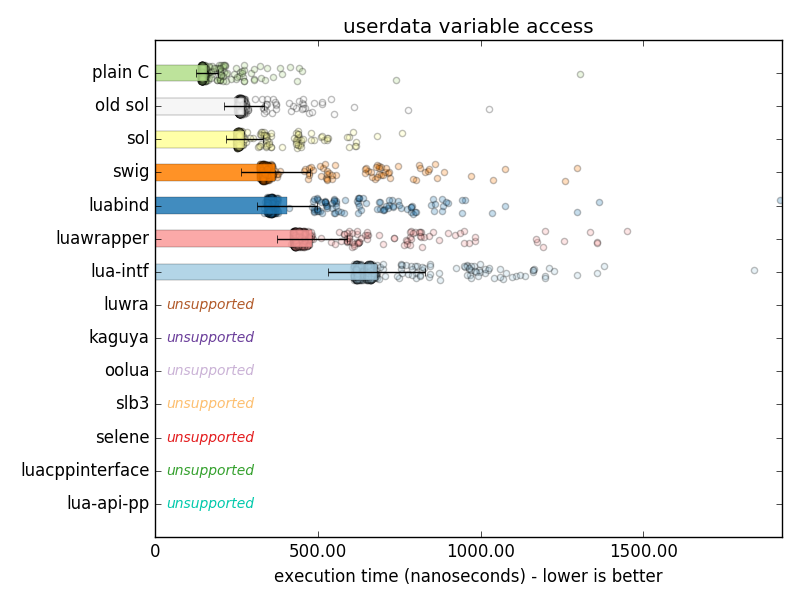 userdata variable access
plain C
old sol
sol
swig
luabind
luawrapper
lua-intf
luwra unsupported
kaguya unsupported
oolua unsupported
slb3 unsupported
selene unsupported
luacppinterface unsupported
lua-api-pp unsupported
0 500.00 1000.00 1500.00
execution time (nanoseconds) - lower is better